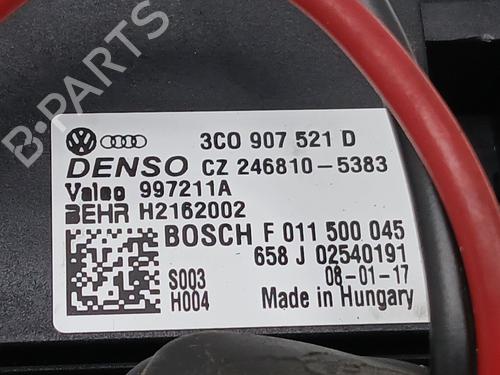 B-PARTS
3C0 907 521 D
DENSO CZ 246810-5383
Valeo 997211A
BEHR H2162002
BOSCH F 011 500 045
658 J 02540191
S003 08-01-17
H004 Made in Hungary